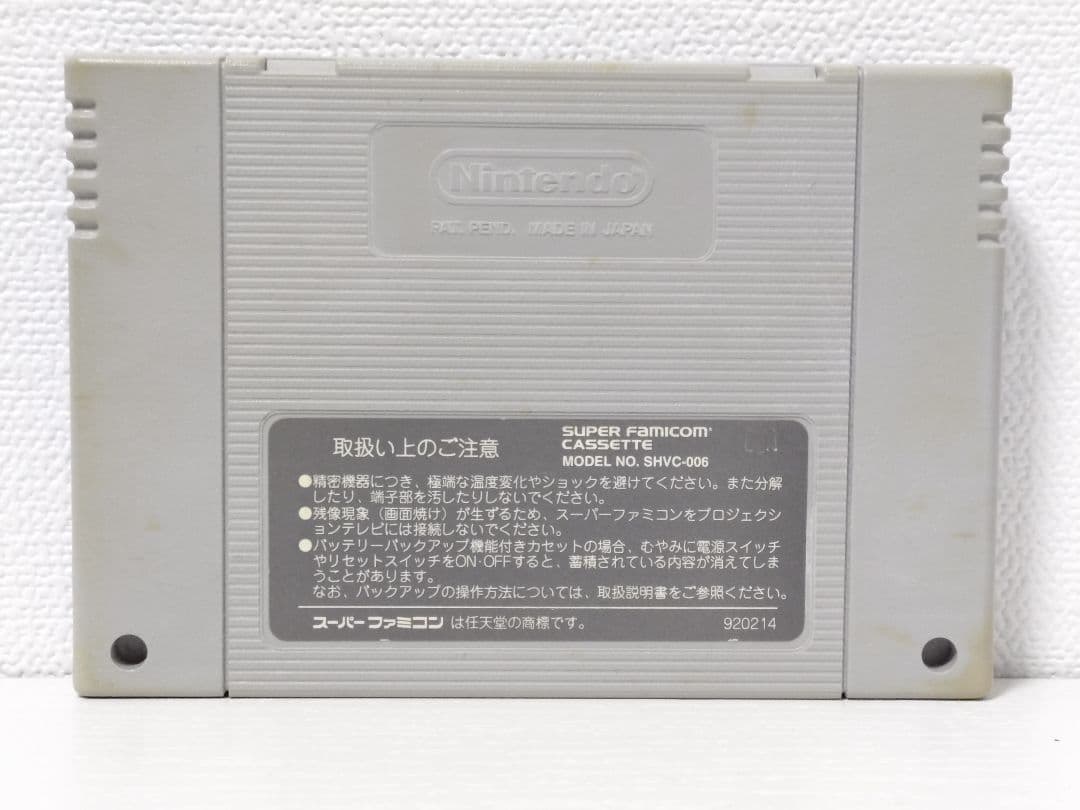 Nintendo
PAT. PEND. MADE IN JAPAN
取扱い上のご注意
SUPER FAMICOM
CASSETTE
MODEL NO. SHVC-006
●精密機器につき、極端な温度変化やショックを避けてください。また分解
したり、端子部を汚したりしないでください。
●残像現象（画面焼け）が生ずるため、スーパーファミコンをプロジェクシ
ョンテレビには接続しないでください。
●バッテリーバックアップ機能付きカセットの場合、むやみに電源スイッチ
やリセットスイッチをON・OFFすると、蓄積されている内容が消えてしま
うことがあります。
なお、バックアップの操作方法については、取扱説明書をご参照ください。
スーパーファミコン は任天堂の商標です。
920214